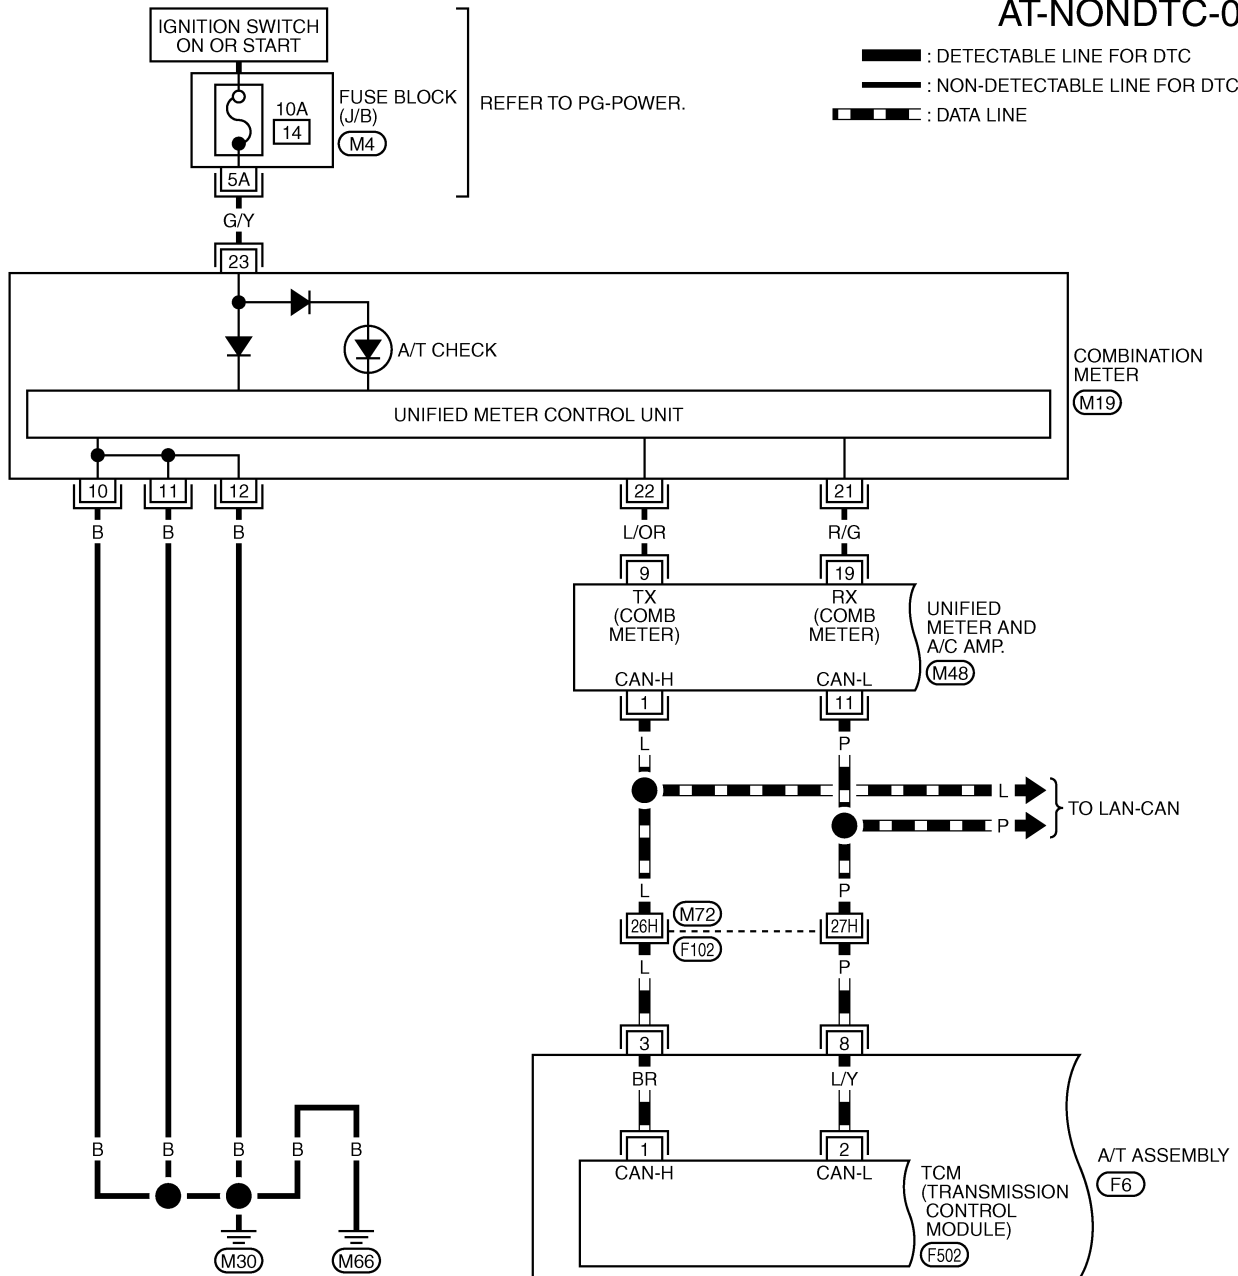 AT-NONDTC-0
IGNITION SWITCH
ON OR START
: DETECTABLE LINE FOR DTC
: NON-DETECTABLE LINE FOR DTC
: DATA LINE
10A
14
FUSE BLOCK
(J/B)
M4
REFER TO PG-POWER.
5A
G/Y
23
A/T CHECK
COMBINATION
METER
M19
UNIFIED METER CONTROL UNIT
10 11 12 22 21
B B B L/OR R/G
9 19
TX
(COMB
METER)
RX
(COMB
METER)
UNIFIED
METER AND
A/C AMP.
M48
CAN-H CAN-L
1 11
L P
L
P
TO LAN-CAN
L P
26H
M72
F102
27H
L P
3 8
BR L/Y
1 2
CAN-H CAN-L
TCM
(TRANSMISSION
CONTROL
MODULE)
F502
A/T ASSEMBLY
F6
B B B B B
M30 M66